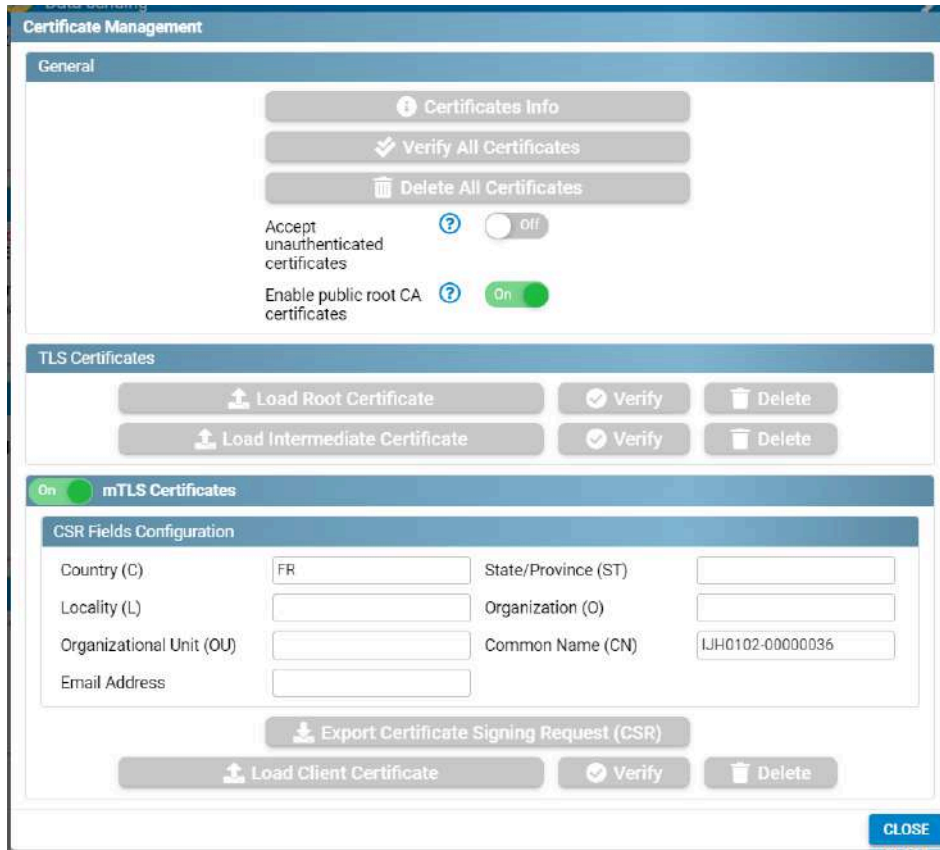 Data Sending
Certificate Management
General
Certificates Info
Verify All Certificates
Delete All Certificates
Accept
unauthenticated
certificates
? Off
Enable public root CA
certificates
? On
TLS Certificates
Load Root Certificate Verify Delete
Load Intermediate Certificate Verify Delete
On mTLS Certificates
CSR Fields Configuration
Country (C) FR State/Province (ST)
Locality (L) Organization (O)
Organizational Unit (OU) Common Name (CN) IJH0102-00000036
Email Address
Export Certificate Signing Request (CSR)
Load Client Certificate Verify Delete
CLOSE